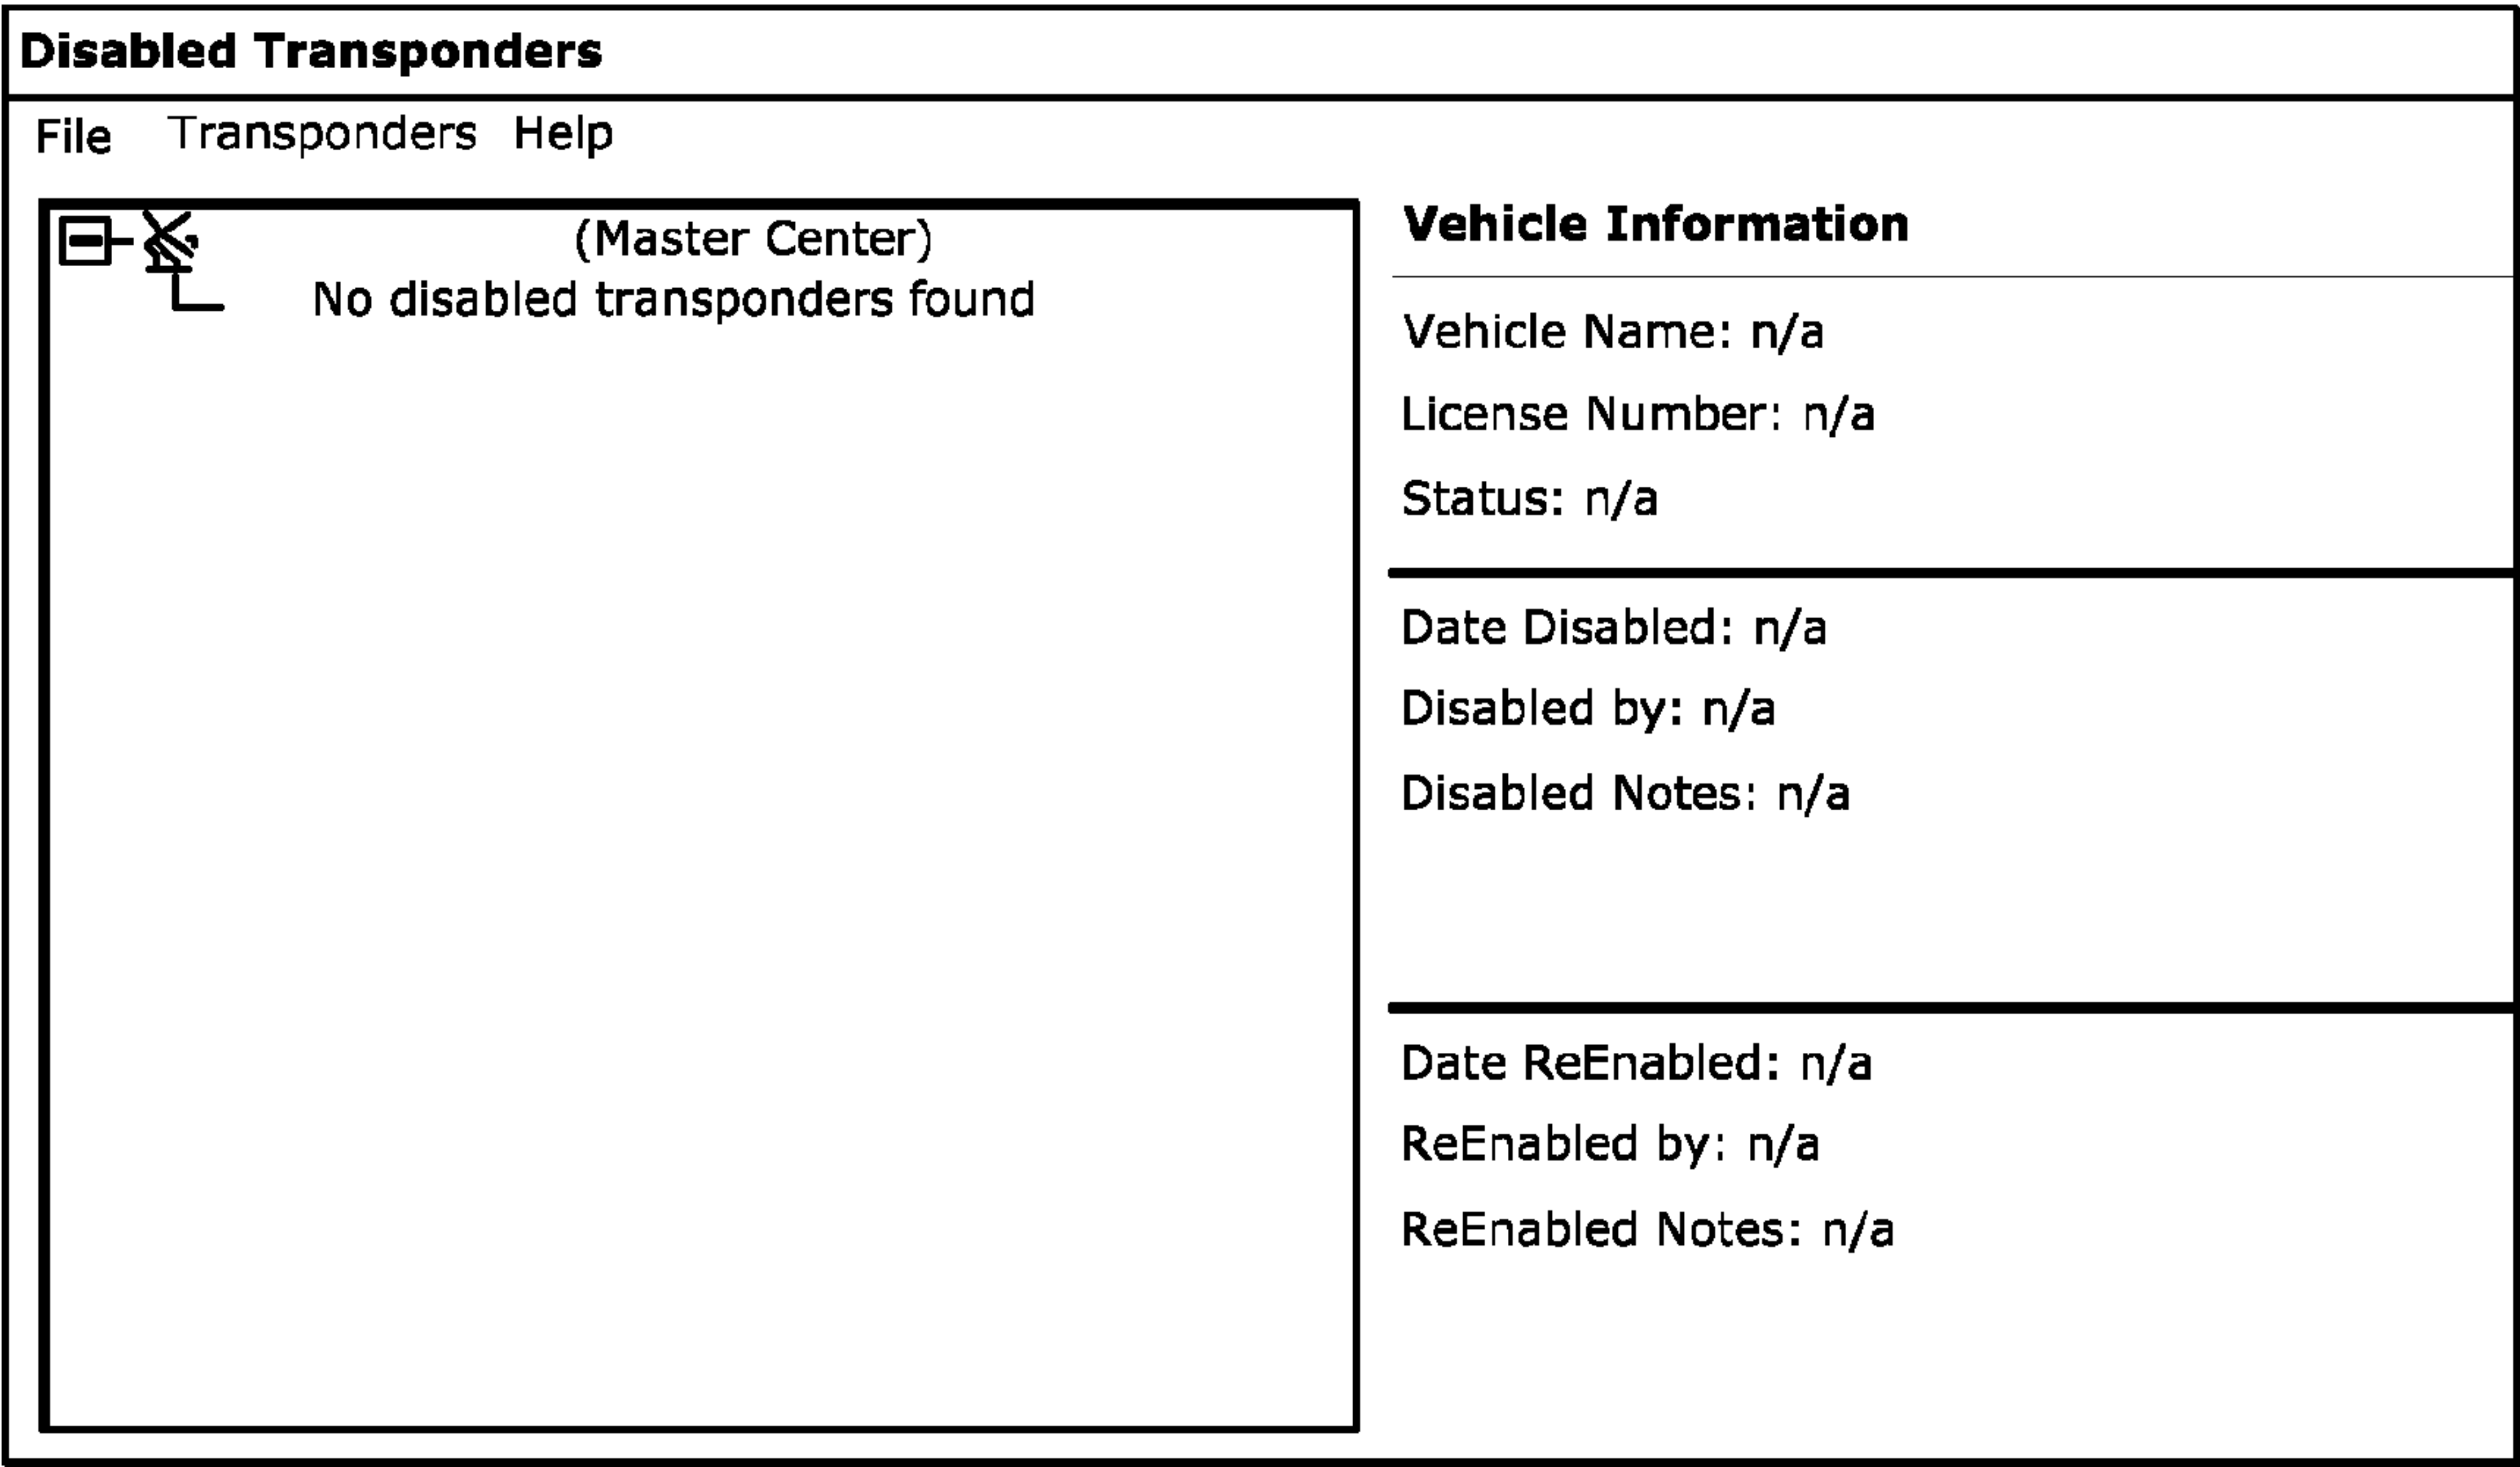 Disabled Transponders
File Transponders Help
(Master Center)
No disabled transponders found
Vehicle Information
Vehicle Name: n/a
License Number: n/a
Status: n/a
Date Disabled: n/a
Disabled by: n/a
Disabled Notes: n/a
Date ReEnabled: n/a
ReEnabled by: n/a
ReEnabled Notes: n/a